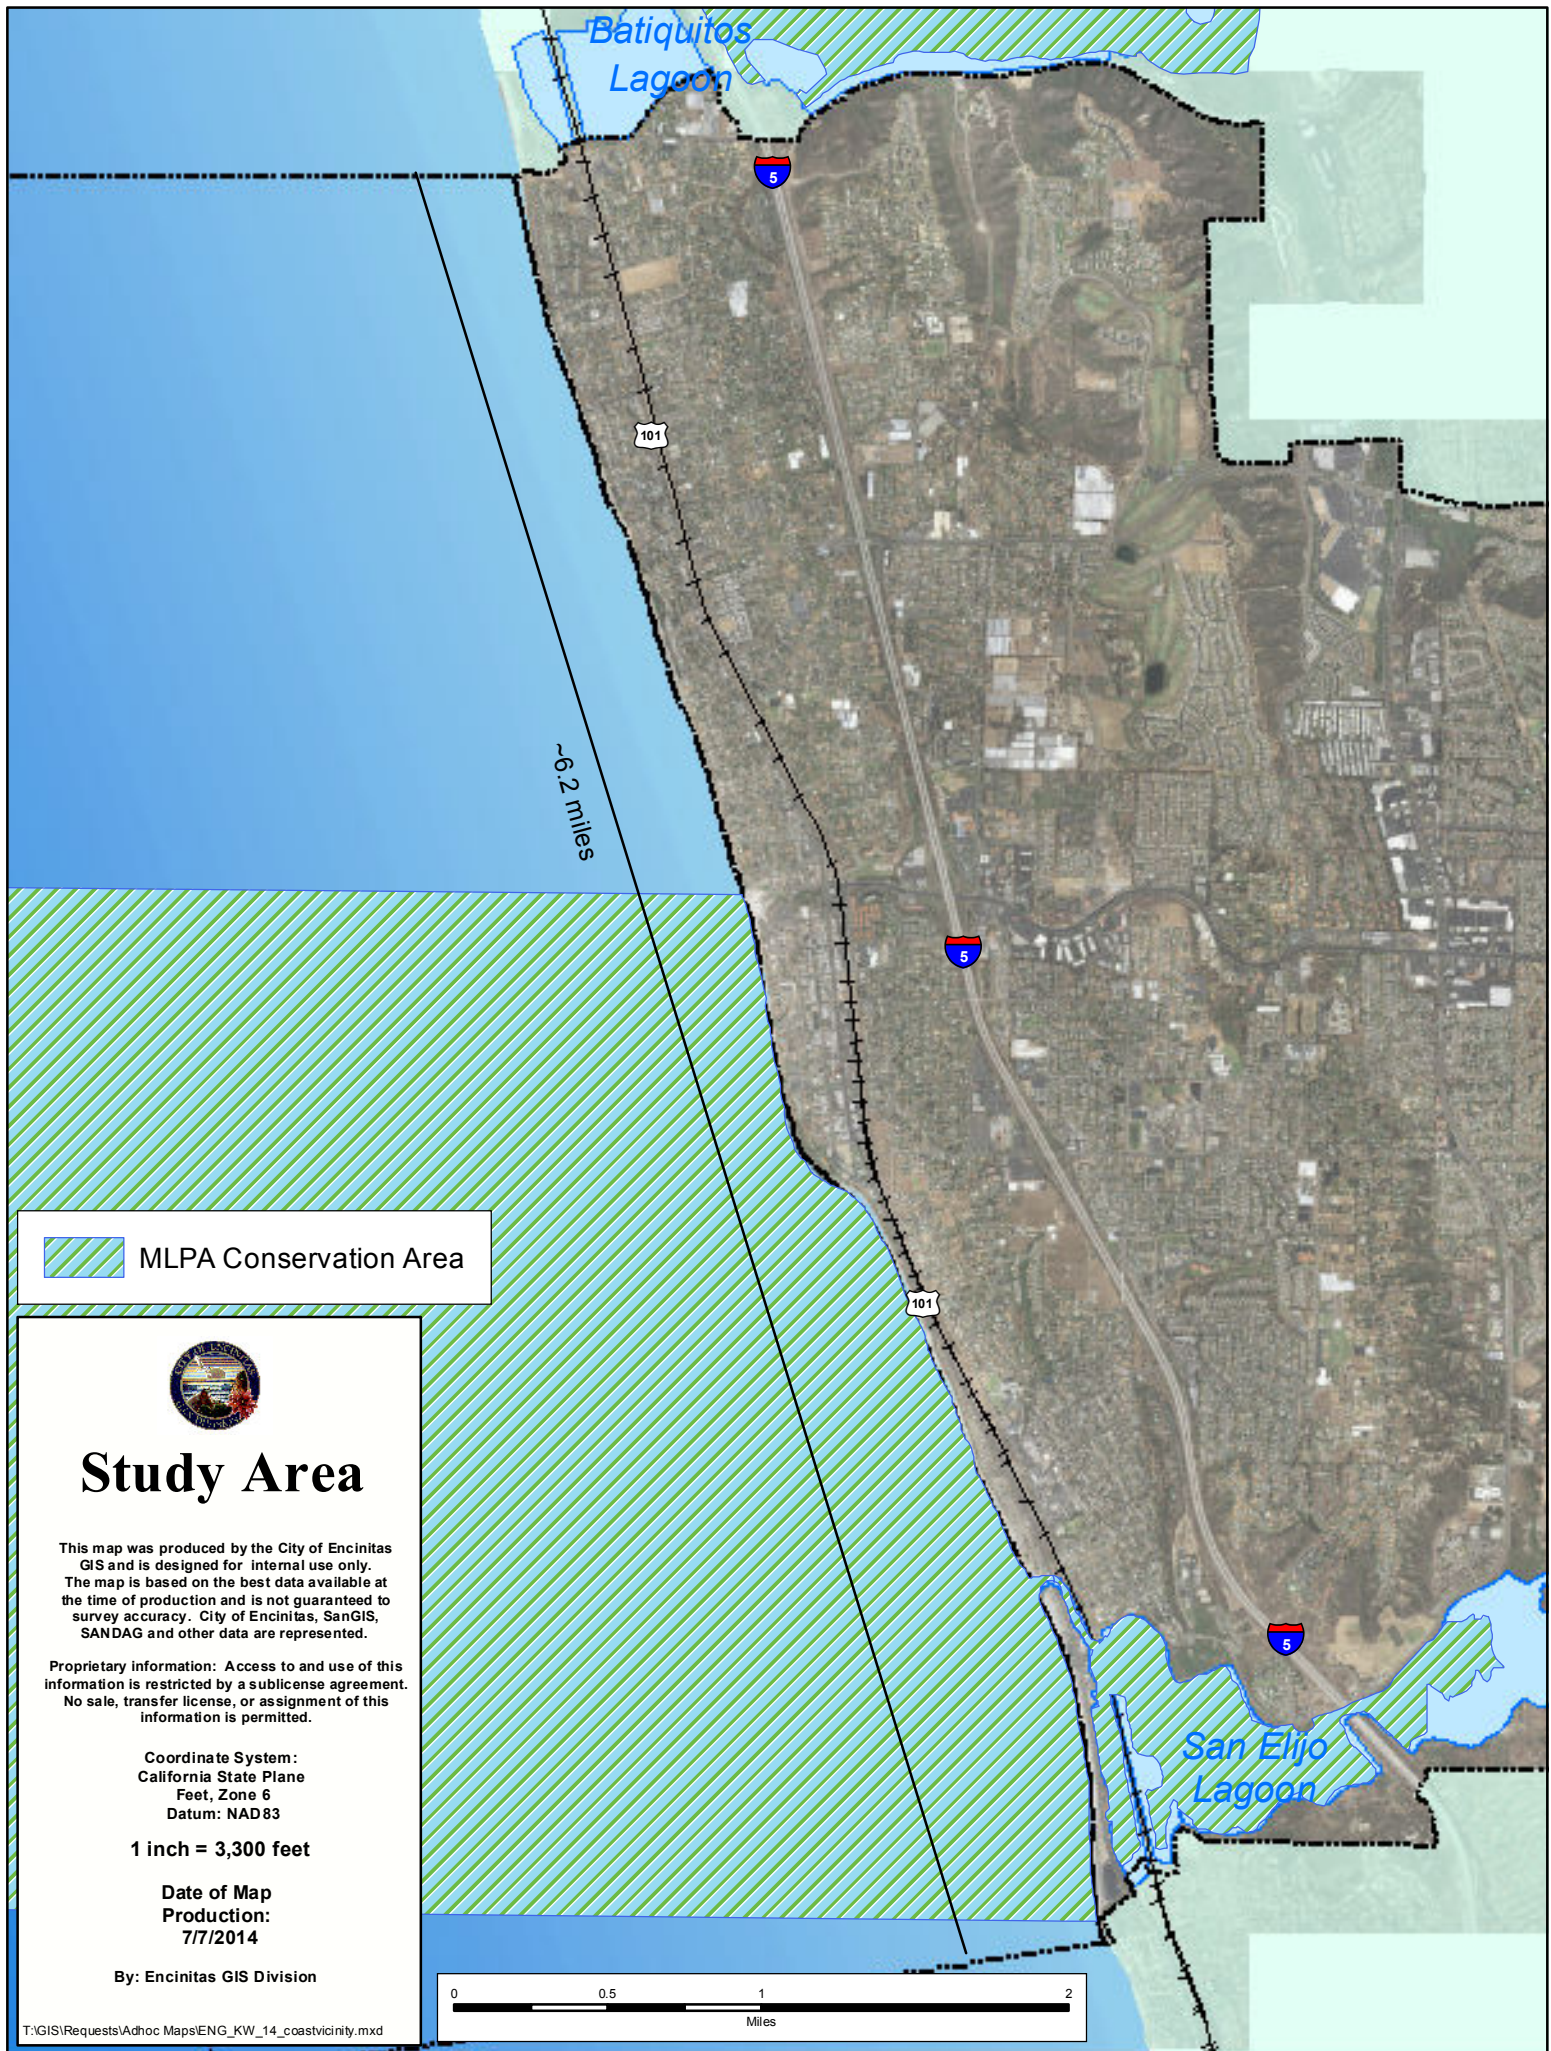 Batiquitos
Lagoon
5
101
~6.2 miles
5
MLPA Conservation Area
101
CITY OF ENCINITAS
Study Area
This map was produced by the City of Encinitas
GIS and is designed for internal use only.
The map is based on the best data available at
the time of production and is not guaranteed to
survey accuracy. City of Encinitas, SanGIS,
SANDAG and other data are represented.
Proprietary information: Access to and use of this
information is restricted by a sublicense agreement.
No sale, transfer license, or assignment of this
information is permitted.
Coordinate System:
California State Plane
Feet, Zone 6
Datum: NAD83
1 inch = 3,300 feet
Date of Map
Production:
7/7/2014
By: Encinitas GIS Division
T:\GIS\Requests\Adhoc Maps\ENG_KW_14_coastvicinity.mxd
5
San Elijo
Lagoon
0 0.5 1 2
Miles